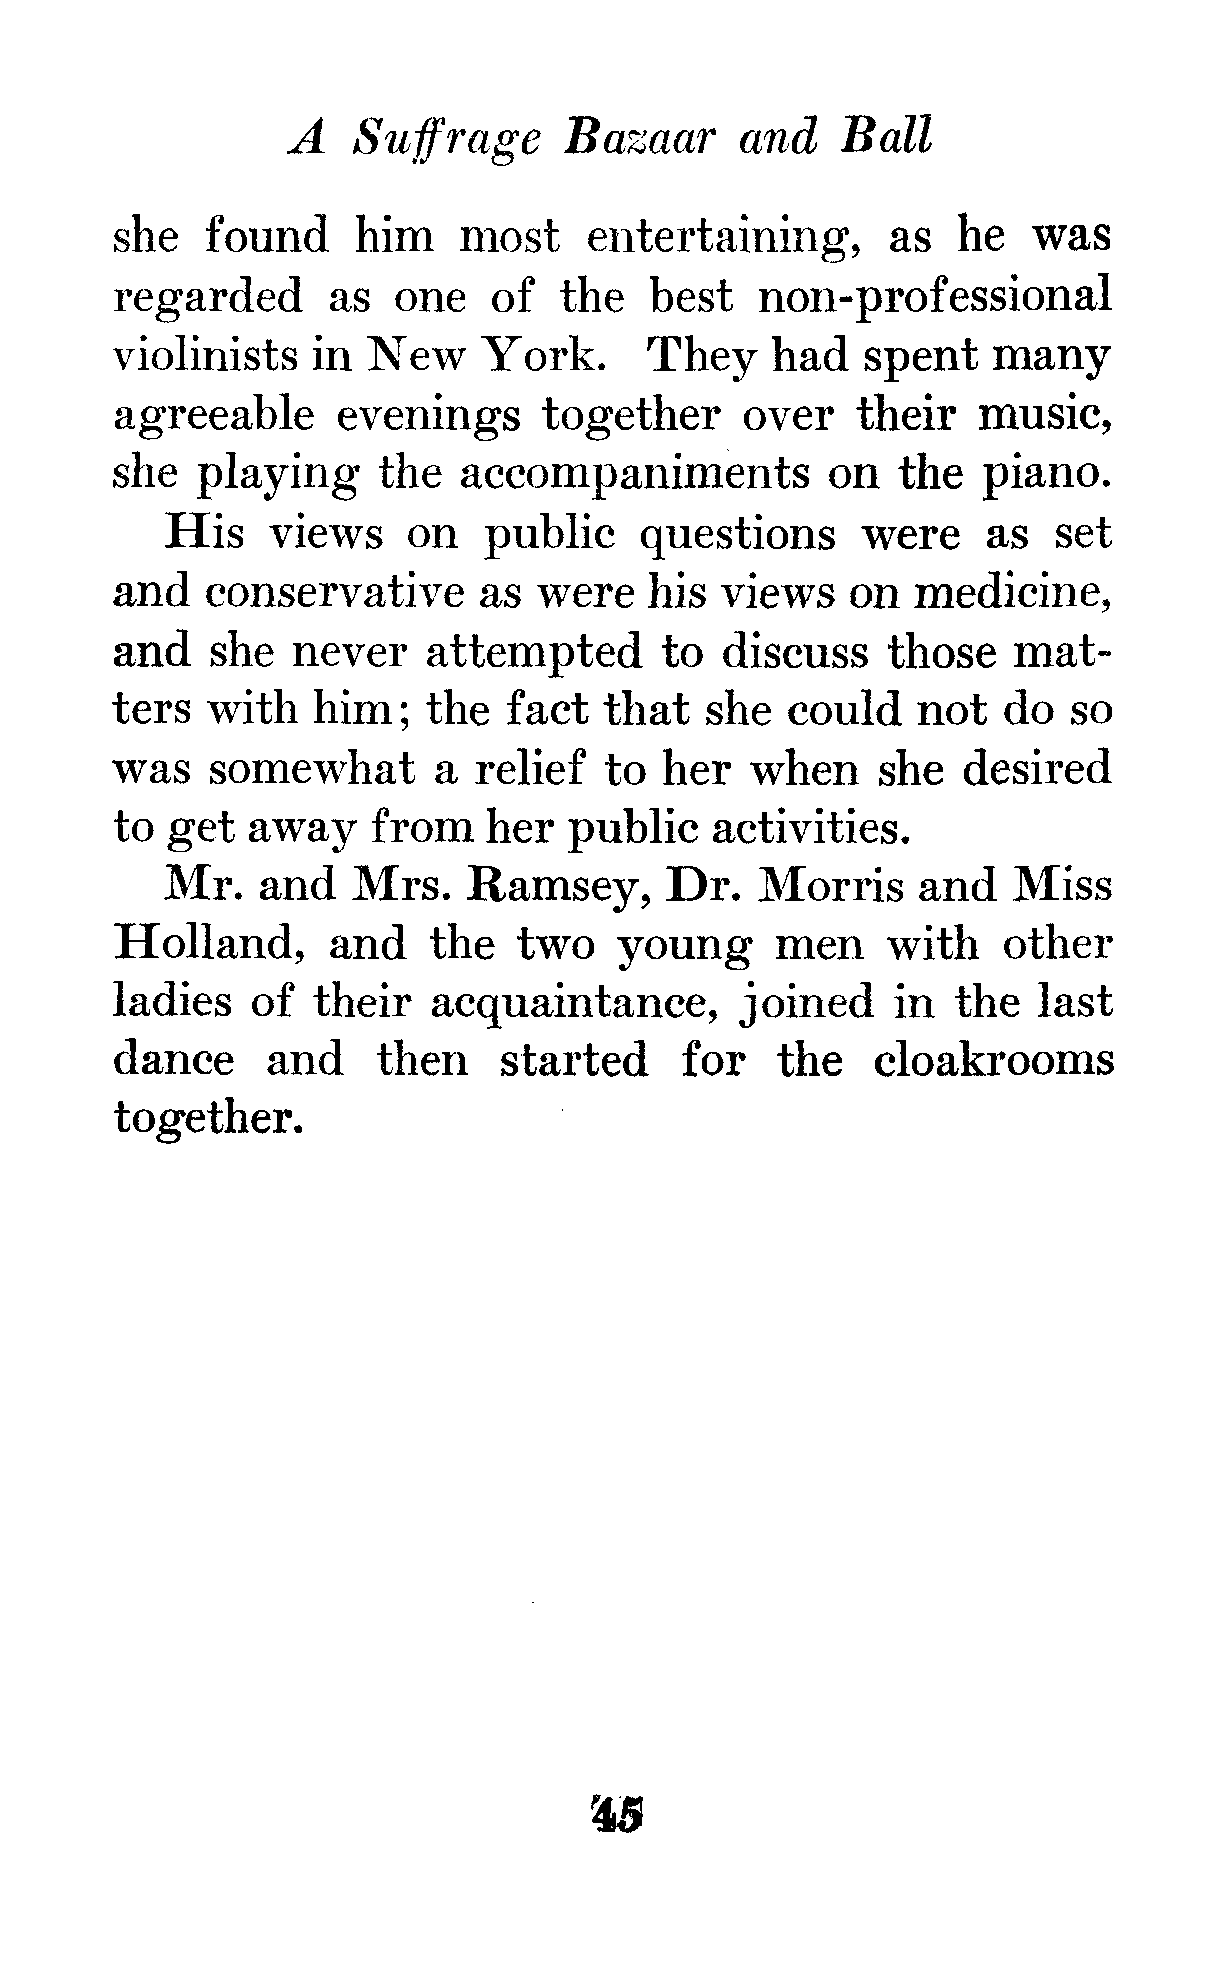 A Suffrage Bazaar and Ball
she found him most entertaining, as he was
regarded as one of the best non-professional
violinists in New York. They had spent many
agreeable evenings together over their music,
she playing the accompaniments on the piano.
His views on public questions were as set
and conservative as were his views on medicine,
and she never attempted to discuss those mat-
ters with him; the fact that she could not do so
was somewhat a relief to her when she desired
to get away from her public activities.
Mr. and Mrs. Ramsey, Dr. Morris and Miss
Holland, and the two young men with other
ladies of their acquaintance, joined in the last
dance and then started for the cloakrooms
together.
45